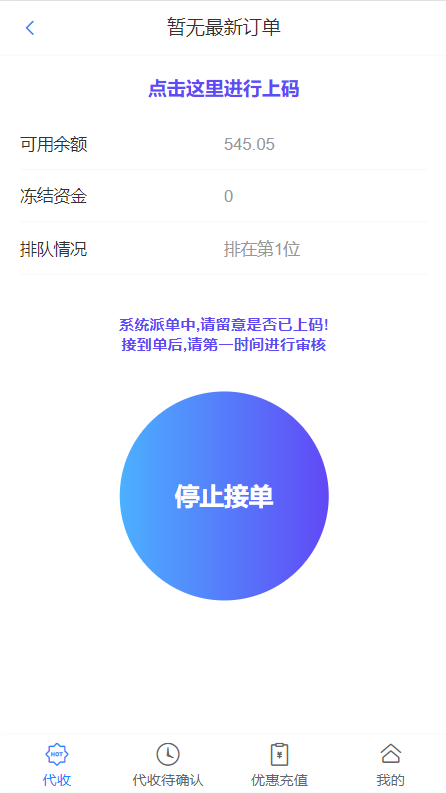 暂无最新订单
点击这里进行上码
可用余额 545.05
冻结资金 0
排队情况 排在第1位
系统派单中,请留意是否已上码!
接到单后,请第一时间进行审核
停止接单
HOT
代收 代收待确认 优惠充值 我的